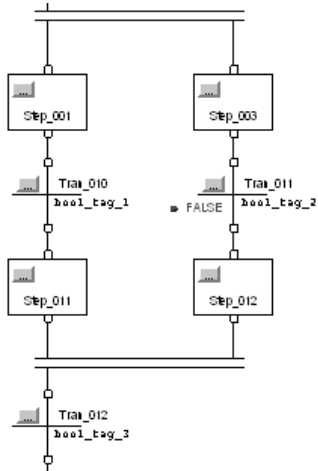 ...
Step_001
...
Step_003
...
Tran_010
bool_tag_1
...
Tran_011
bool_tag_2
FALSE
...
Step_011
...
Step_012
...
Tran_012
bool_tag_3